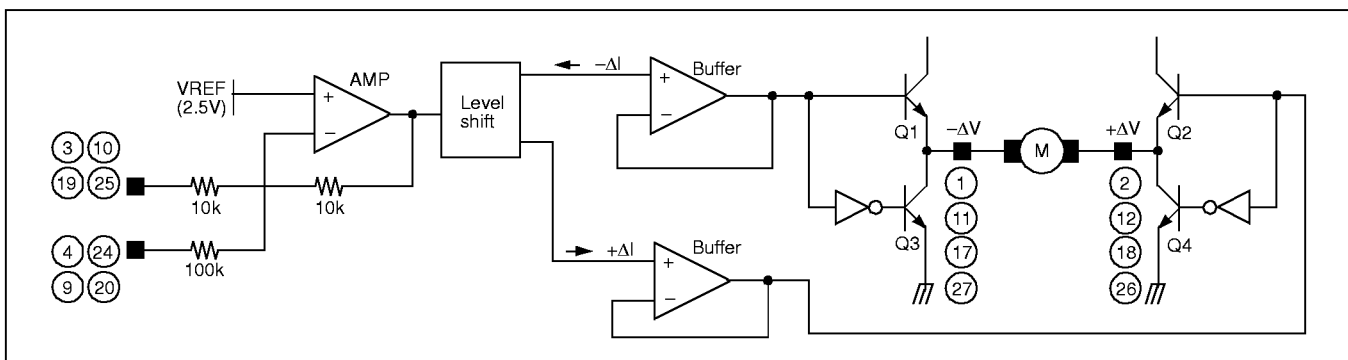 VREF
(2.5V)
AMP
+
−
3 10
19 25
10k
10k
4 24
9 20
100k
Level
shift
−ΔI
Buffer
+
−
+ΔI
Buffer
+
−
Q1
Q2
−ΔV
M
+ΔV
Q3
Q4
1
11
17
27
2
12
18
26